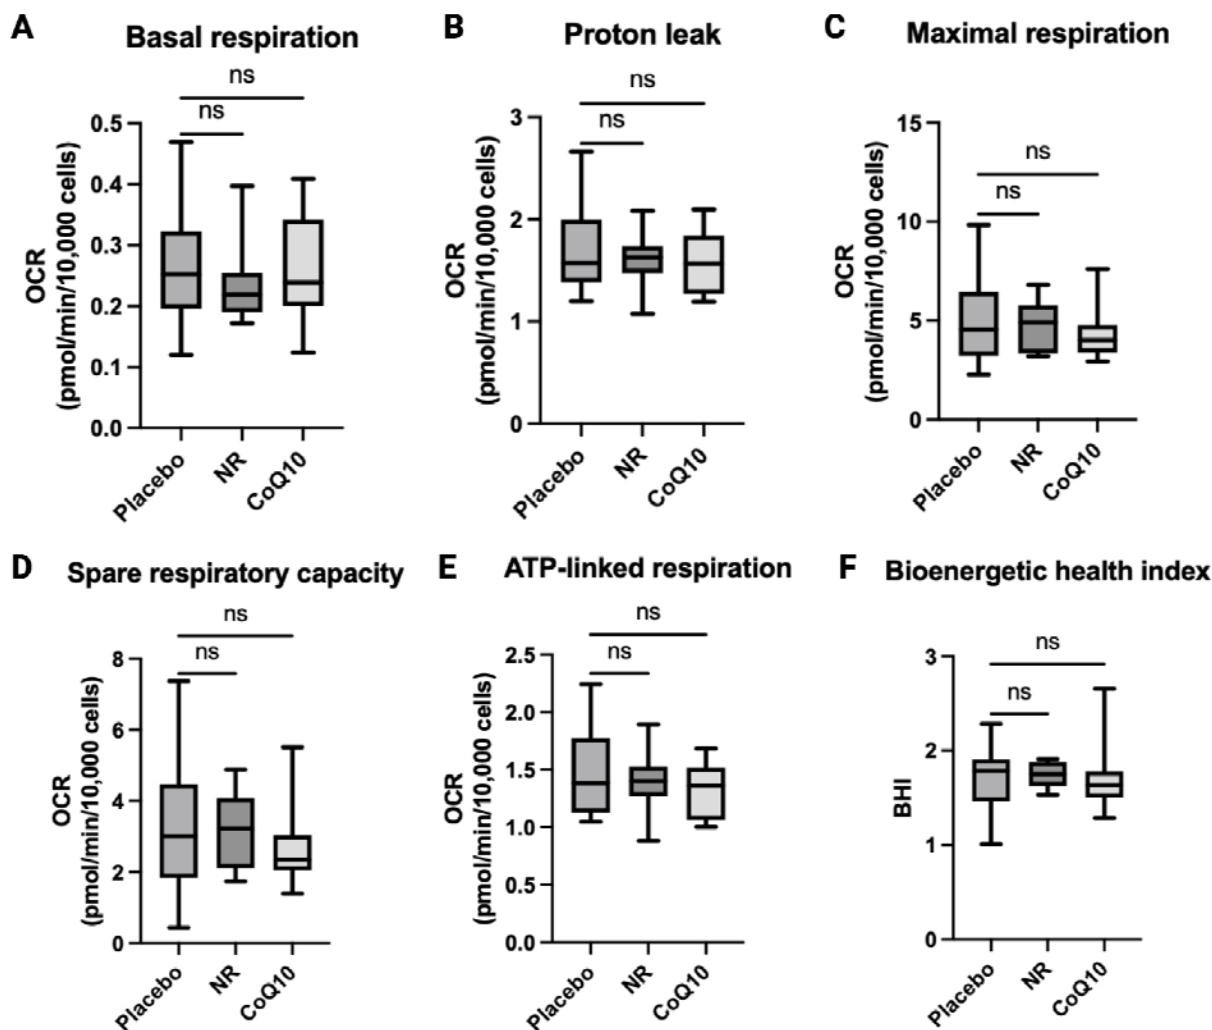 A
Basal respiration
ns
ns
OCR
(pmol/min/10,000 cells)
0.5
0.4
0.3
0.2
0.1
0.0
Placebo
NR
CoQ10
B
Proton leak
ns
ns
OCR
(pmol/min/10,000 cells)
3
2
1
0
Placebo
NR
CoQ10
C
Maximal respiration
ns
ns
OCR
(pmol/min/10,000 cells)
15
10
5
0
Placebo
NR
CoQ10
D
Spare respiratory capacity
ns
ns
OCR
(pmol/min/10,000 cells)
8
6
4
2
0
Placebo
NR
CoQ10
E
ATP-linked respiration
ns
ns
OCR
(pmol/min/10,000 cells)
2.5
2.0
1.5
1.0
0.5
0.0
Placebo
NR
CoQ10
F
Bioenergetic health index
ns
ns
BHI
3
2
1
0
Placebo
NR
CoQ10